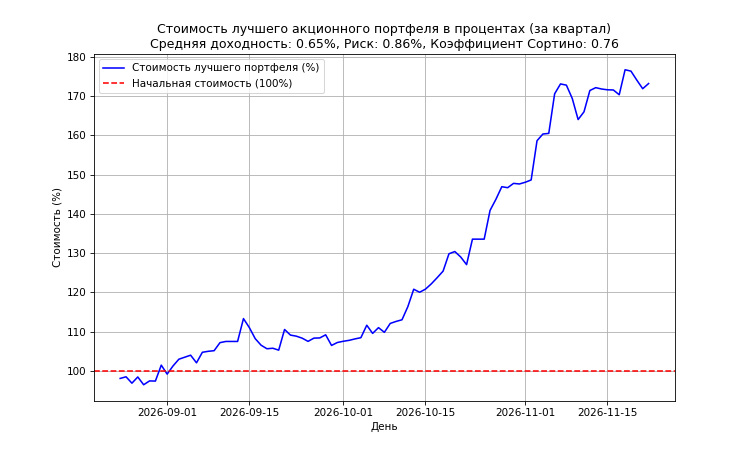 Стоимость лучшего акционного портфеля в процентах (за квартал)
Средняя доходность: 0.65%, Риск: 0.86%, Коэффициент Сортино: 0.76
Стоимость лучшего портфеля (%)
Начальная стоимость (100%)
Стоимость (%)
180
170
160
150
140
130
120
110
100
2026-09-01
2026-09-15
2026-10-01
2026-10-15
2026-11-01
2026-11-15
День